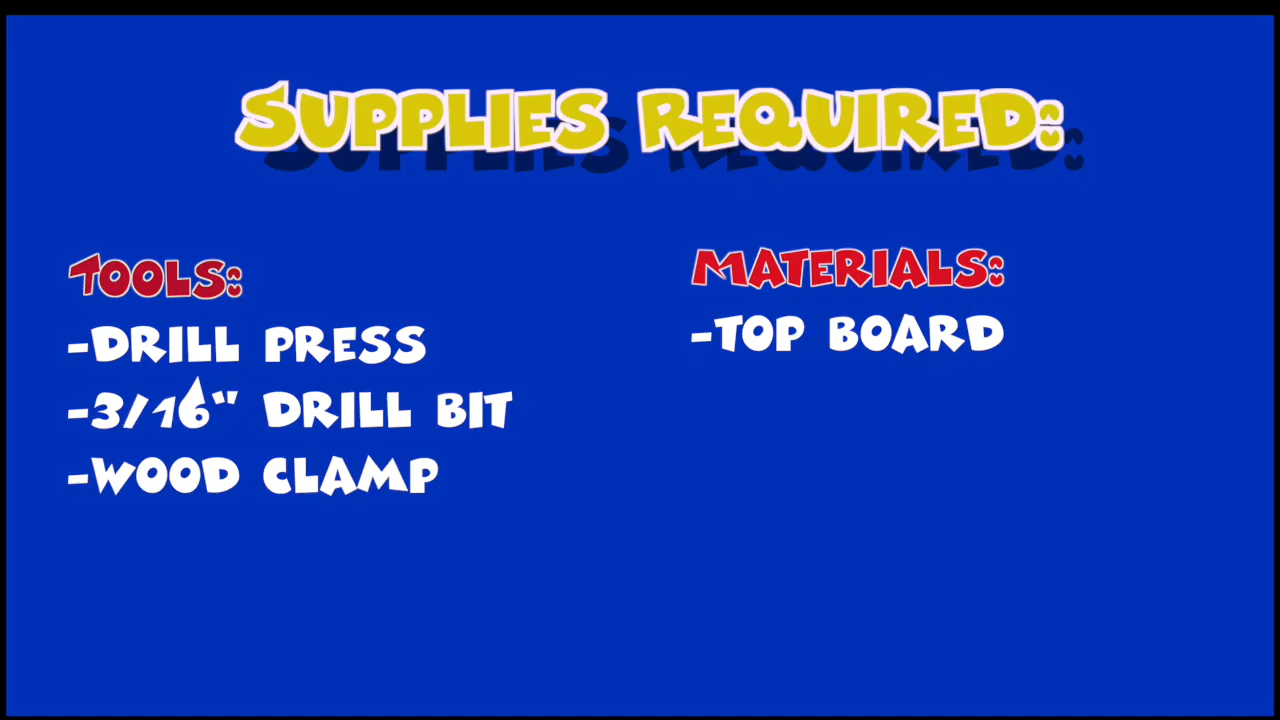 SUPPLIES REQUIRED:
TOOLS:
-DRILL PRESS
-3/16" DRILL BIT
-WOOD CLAMP
MATERIALS:
-TOP BOARD